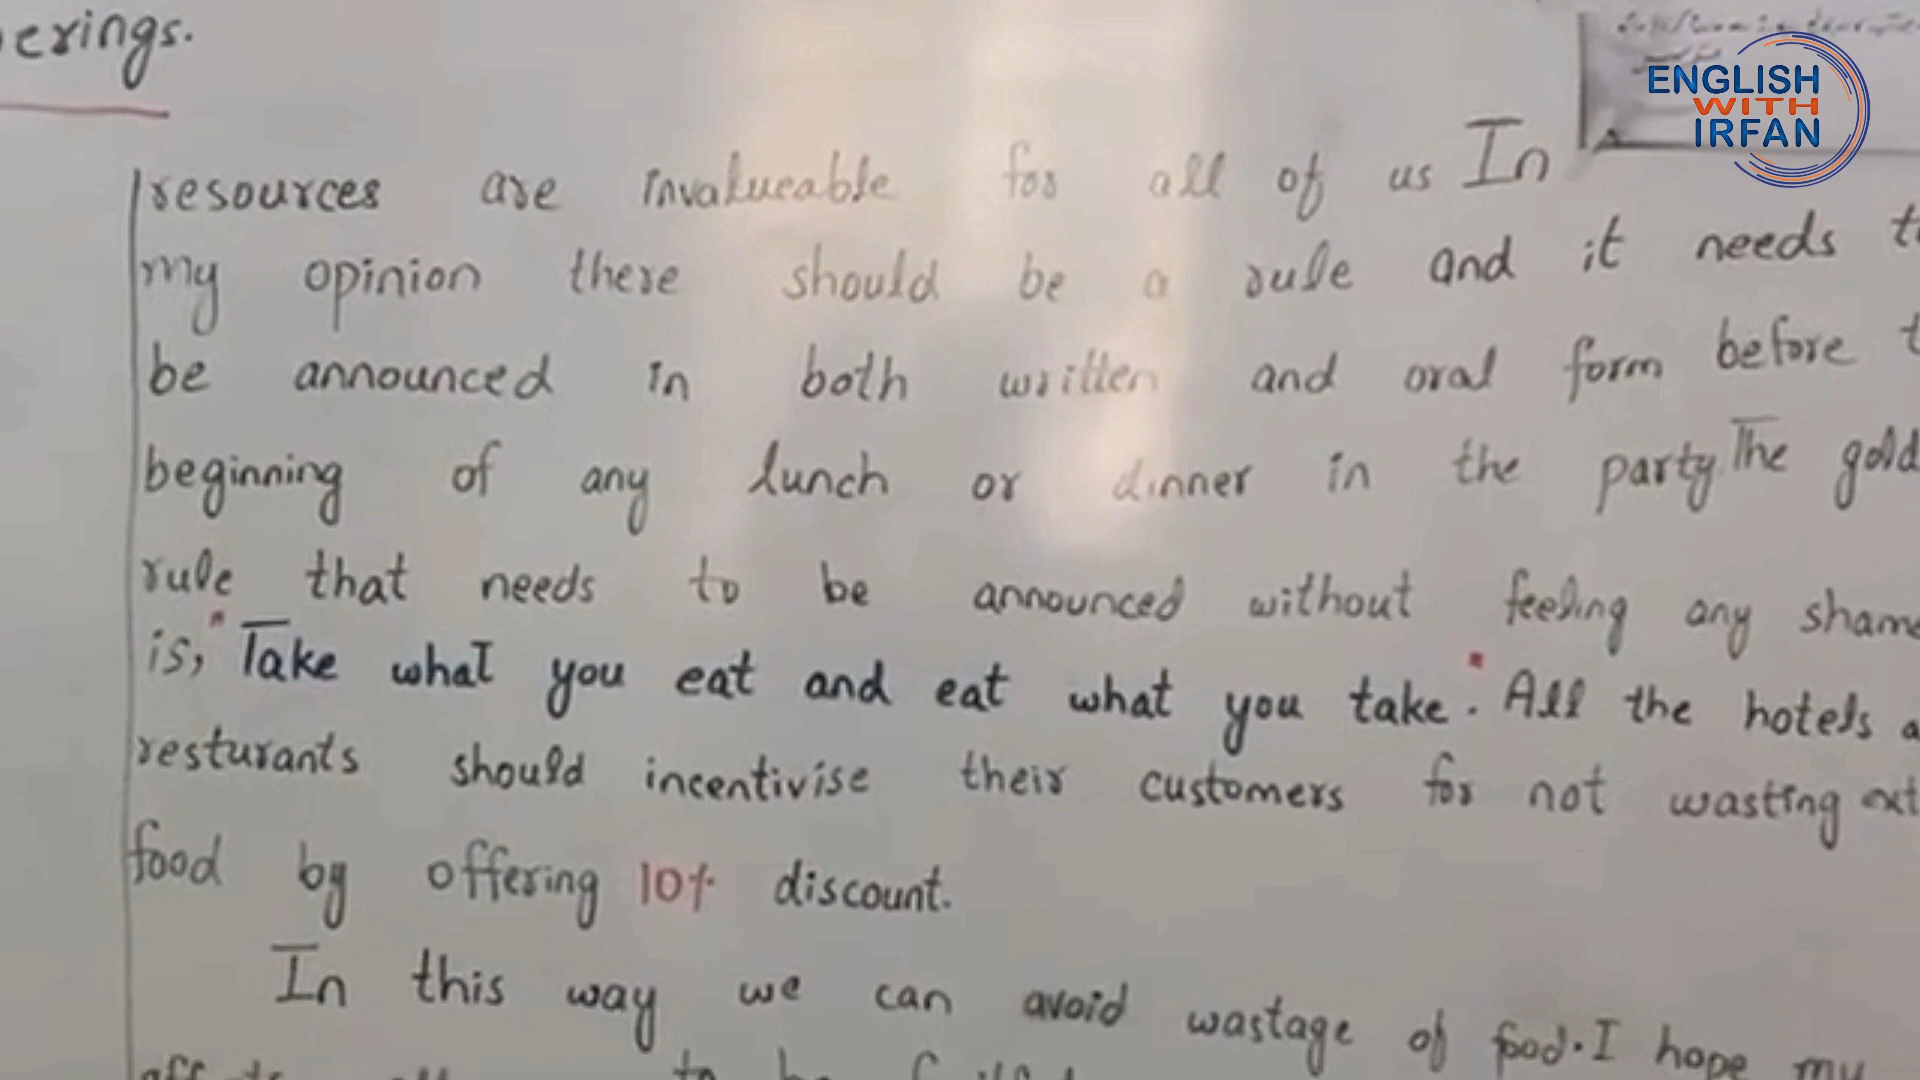 erings.
ENGLISH
WITH
IRFAN
resources are invalueable for all of us In
my opinion there should be a rule and it needs t
be announced in both written and oral form before t
beginning of any lunch or dinner in the party. The gold
rule that needs to be announced without feeling any shame
is, "Take what you eat and eat what you take". All the hotels a
resturants should incentivise their customers for not wasting ext
food by offering 10% discount.
In this way we can avoid wastage of food. I hope my